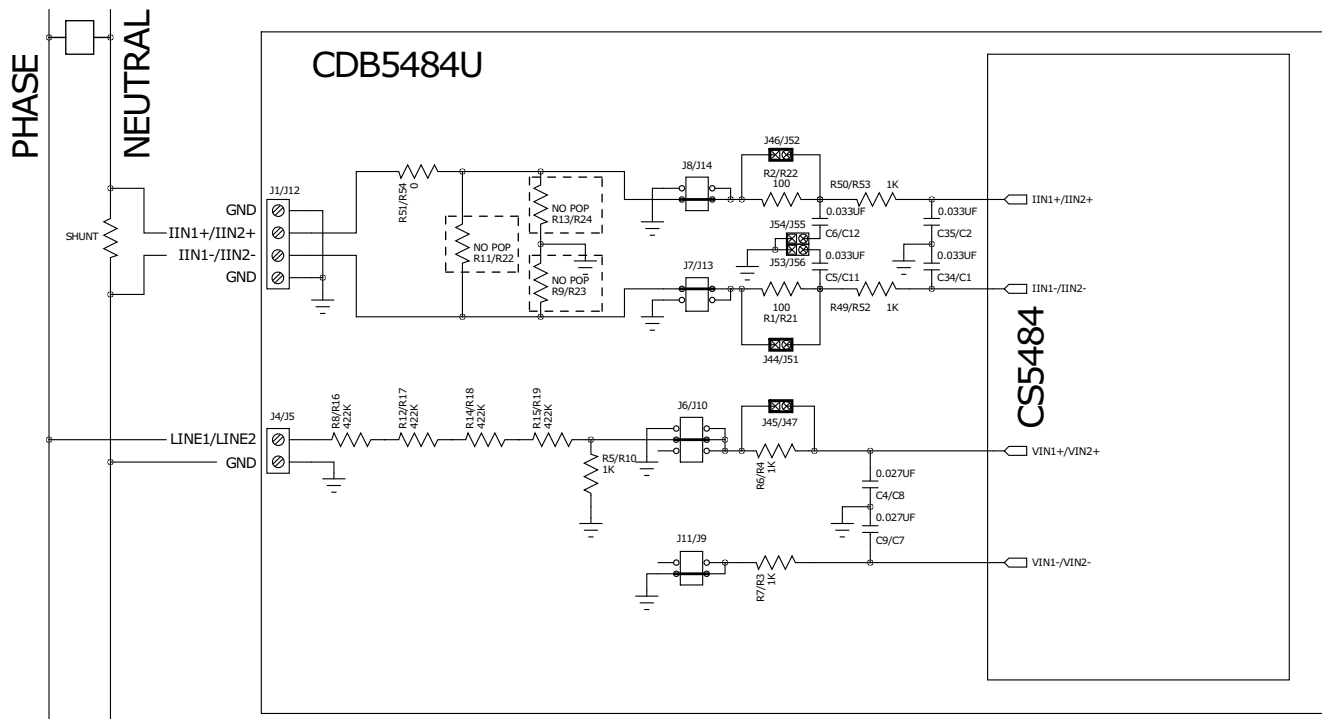 PHASE
NEUTRAL
SHUNT
CDB5484U
CS5484
J1/J12
GND
IIN1+/IIN2+
IIN1-/IIN2-
GND
R51/R54
0
NO POP
R11/R22
NO POP
R13/R24
NO POP
R9/R23
J8/J14
J7/J13
J46/J52
R2/R22
100
R50/R53
1K
0.033UF
C6/C12
J54/J55
J53/J56
0.033UF
C5/C11
0.033UF
C35/C2
0.033UF
C34/C1
100
R1/R21
R49/R52
1K
J44/J51
IIN1+/IIN2+
IIN1-/IIN2-
J4/J5
LINE1/LINE2
GND
R8/R16
422K
R12/R17
422K
R14/R18
422K
R15/R19
422K
R5/R10
1K
J6/J10
J45/J47
R6/R4
1K
0.027UF
C4/C8
0.027UF
C9/C7
J11/J9
R7/R3
1K
VIN1+/VIN2+
VIN1-/VIN2-